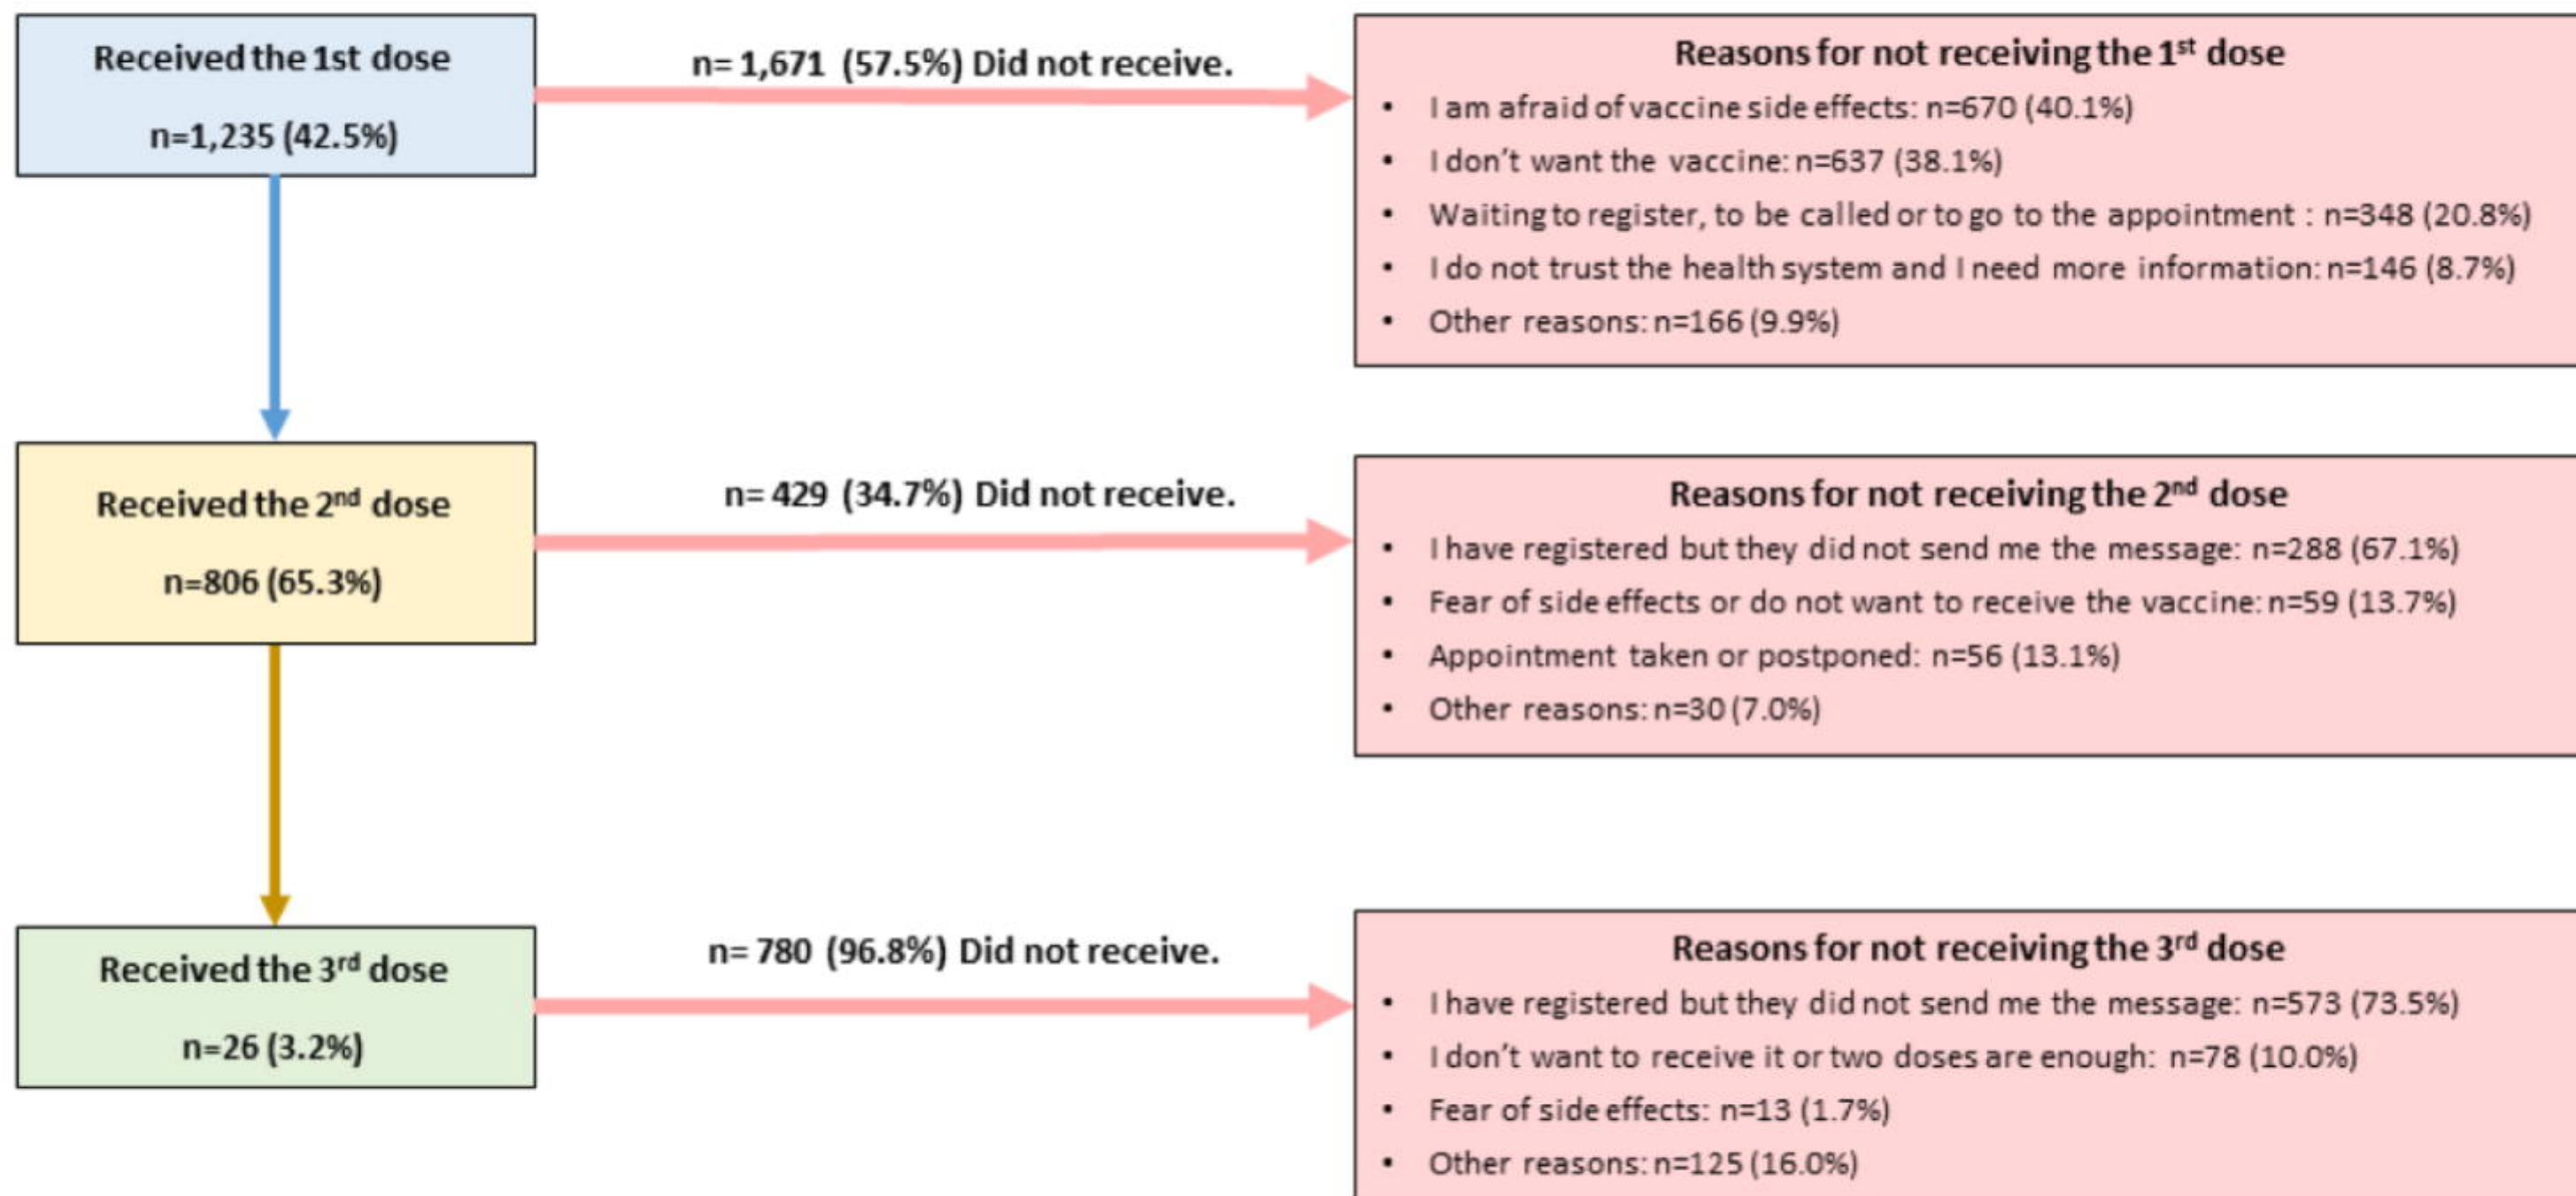 Received the 1st dose
n=1,235 (42.5%)
n= 1,671 (57.5%) Did not receive.
Reasons for not receiving the 1st dose
• I am afraid of vaccine side effects: n=670 (40.1%)
• I don't want the vaccine: n=637 (38.1%)
• Waiting to register, to be called or to go to the appointment : n=348 (20.8%)
• I do not trust the health system and I need more information: n=146 (8.7%)
• Other reasons: n=166 (9.9%)
Received the 2nd dose
n=806 (65.3%)
n= 429 (34.7%) Did not receive.
Reasons for not receiving the 2nd dose
• I have registered but they did not send me the message: n=288 (67.1%)
• Fear of side effects or do not want to receive the vaccine: n=59 (13.7%)
• Appointment taken or postponed: n=56 (13.1%)
• Other reasons: n=30 (7.0%)
Received the 3rd dose
n=26 (3.2%)
n= 780 (96.8%) Did not receive.
Reasons for not receiving the 3rd dose
• I have registered but they did not send me the message: n=573 (73.5%)
• I don't want to receive it or two doses are enough: n=78 (10.0%)
• Fear of side effects: n=13 (1.7%)
• Other reasons: n=125 (16.0%)